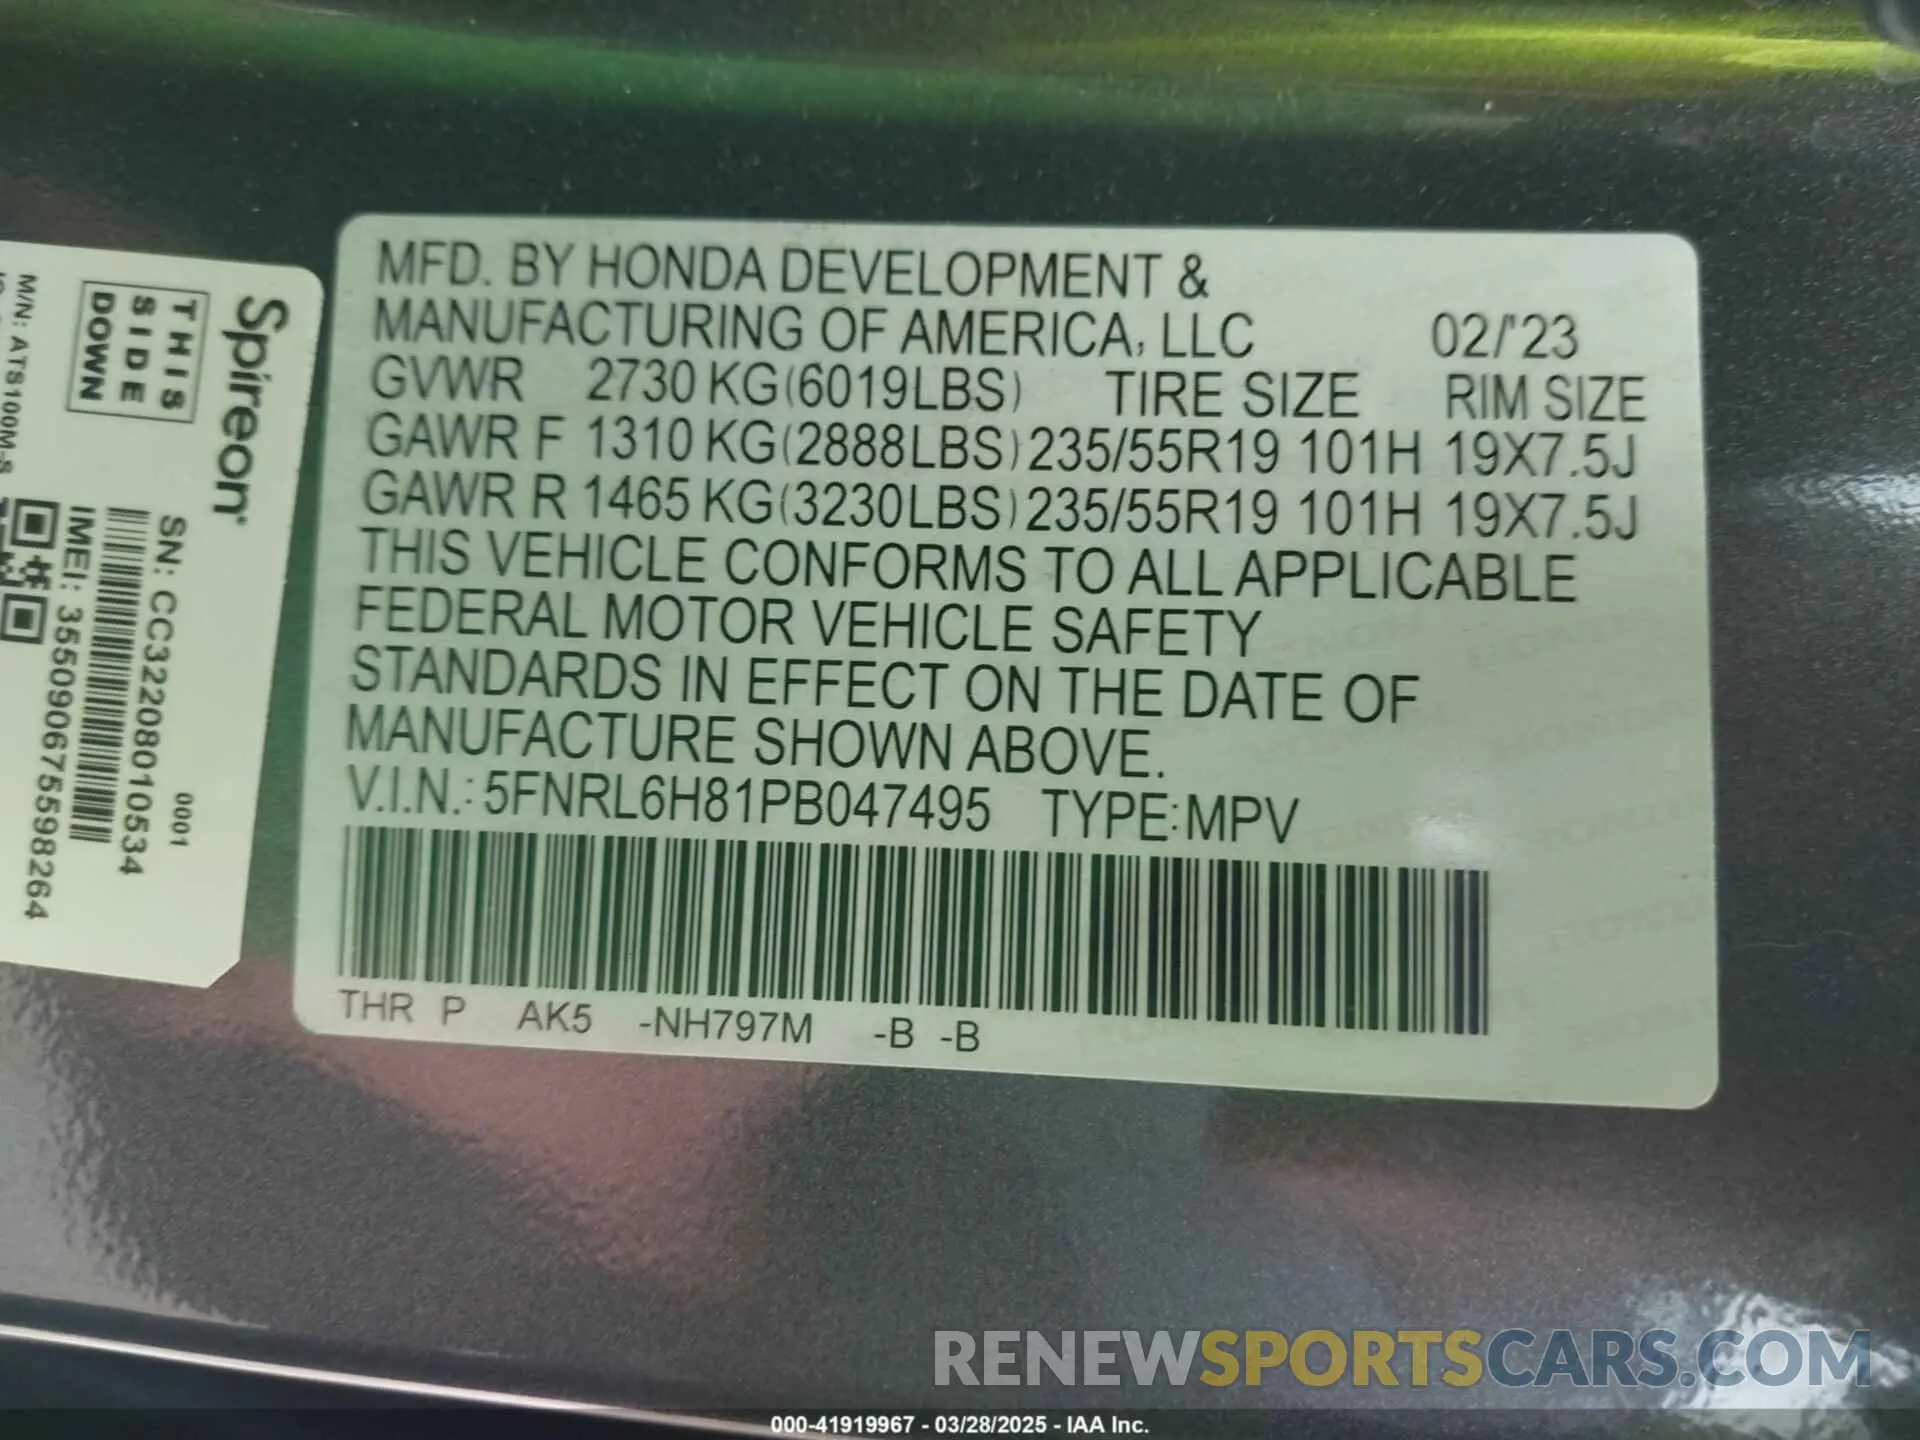 MFD. BY HONDA DEVELOPMENT &
MANUFACTURING OF AMERICA, LLC 02/'23
GVWR 2730 KG(6019LBS) TIRE SIZE RIM SIZE
GAWR F 1310 KG(2888LBS) 235/55R19 101H 19X7.5J
GAWR R 1465 KG(3230LBS) 235/55R19 101H 19X7.5J
THIS VEHICLE CONFORMS TO ALL APPLICABLE
FEDERAL MOTOR VEHICLE SAFETY
STANDARDS IN EFFECT ON THE DATE OF
MANUFACTURE SHOWN ABOVE.
V.I.N.: 5FNRL6H81PB047495 TYPE: MPV
THR P AK5 -NH797M -B -B
Spireon
THIS
SIDE
DOWN
M/N: ATS100M-S
SN: CC32208010534
0001
IMEI: 355090675598264
RENEWSPORTSCARS.COM
000-41919967 - 03/28/2025 - IAA Inc.